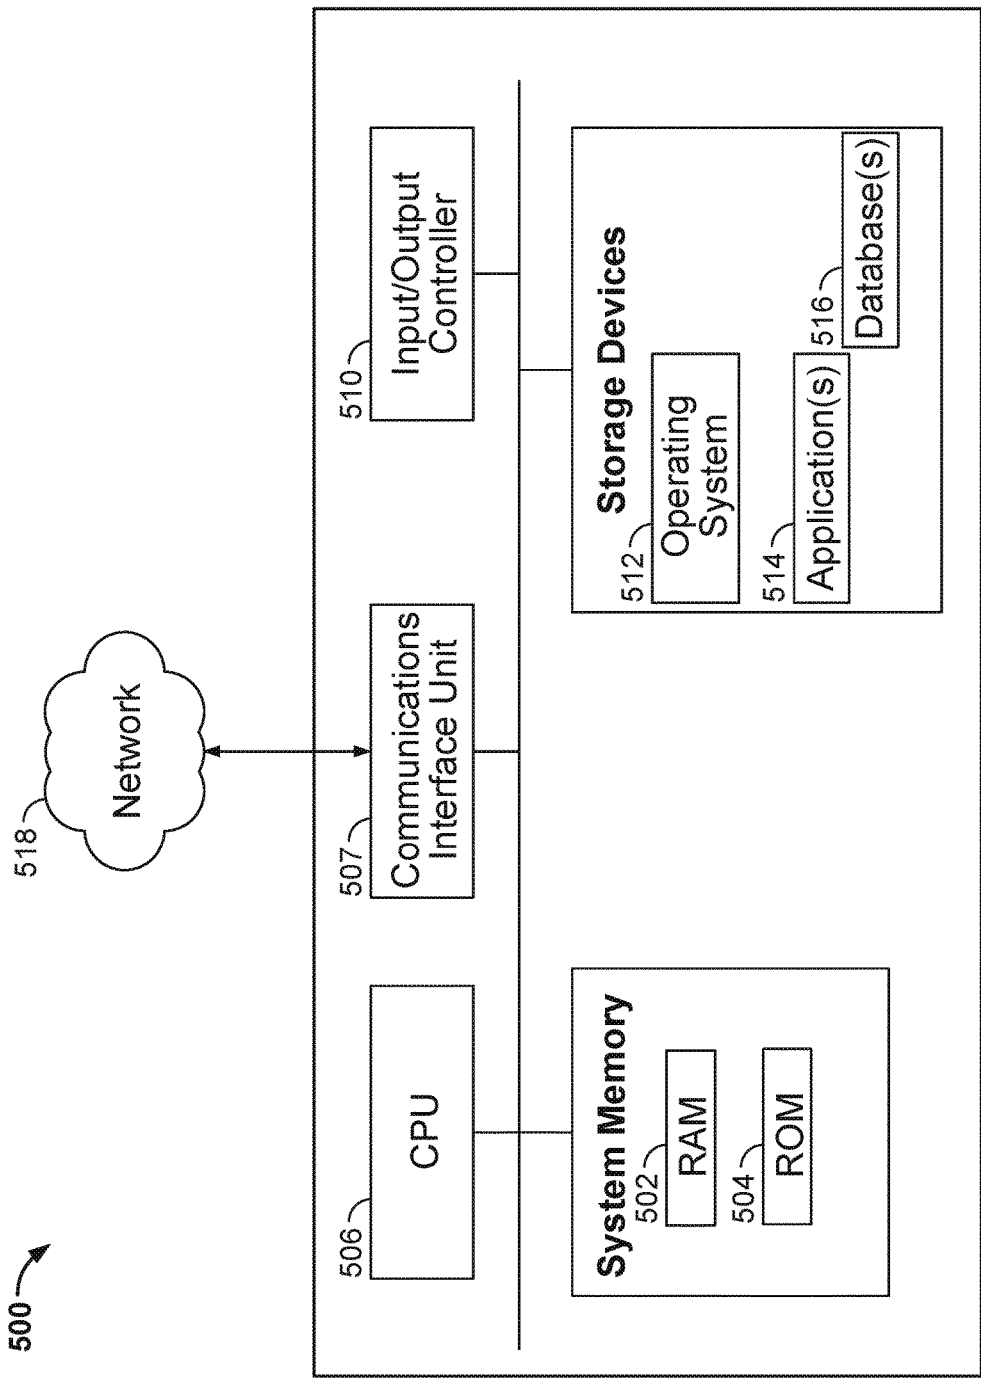 500
518
Network
506
CPU
507
Communications
Interface Unit
510
Input/Output
Controller
System Memory
502
RAM
504
ROM
Storage Devices
512
Operating
System
514
Application(s)
516
Database(s)